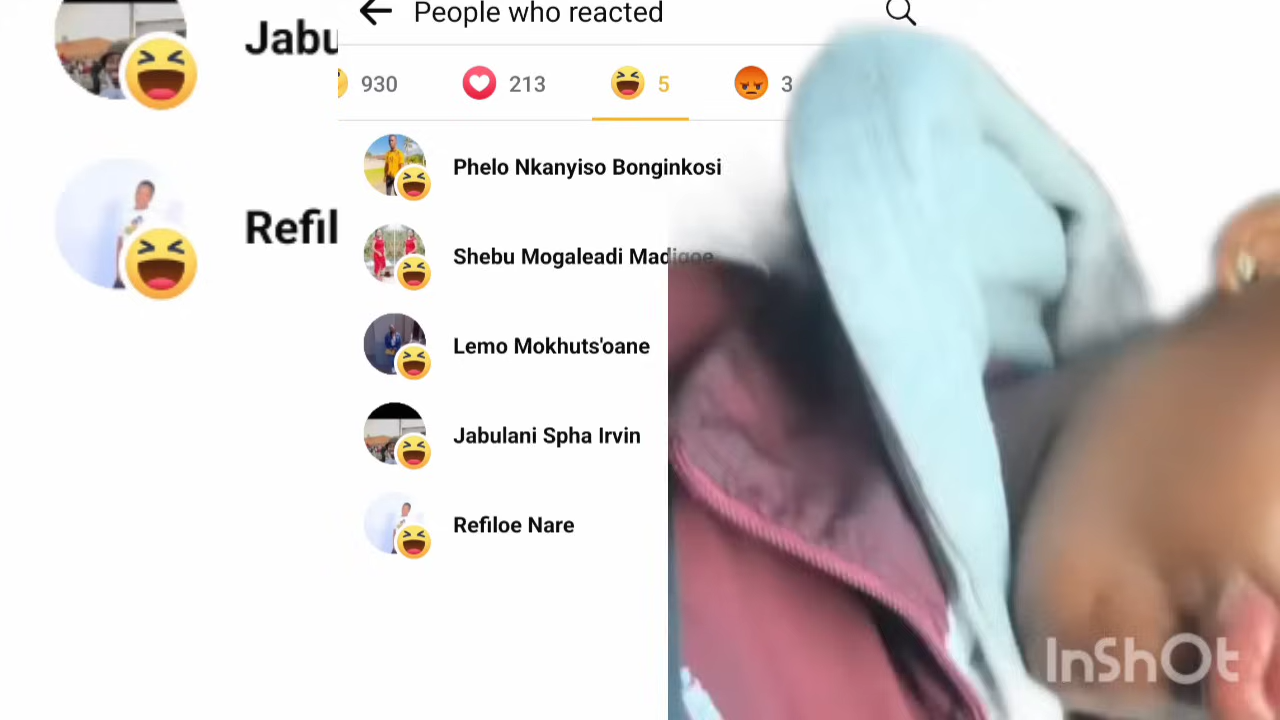 People who reacted
930 213 5 3
Phelo Nkanyiso Bonginkosi
Shebu Mogaleadi Madigoe
Lemo Mokhuts'oane
Jabulani Spha Irvin
Refiloe Nare
Jabu
Refil
InShOt